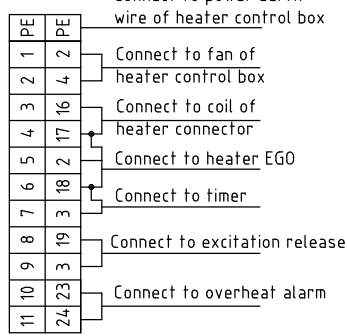 wire of heater control box
PE PE
1 2 Connect to fan of
2 4 heater control box
3 16 Connect to coil of
4 17 heater connector
5 2 Connect to heater EGO
6 18
7 3 Connect to timer
8 19 Connect to excitation release
9 3
10 23 Connect to overheat alarm
11 24